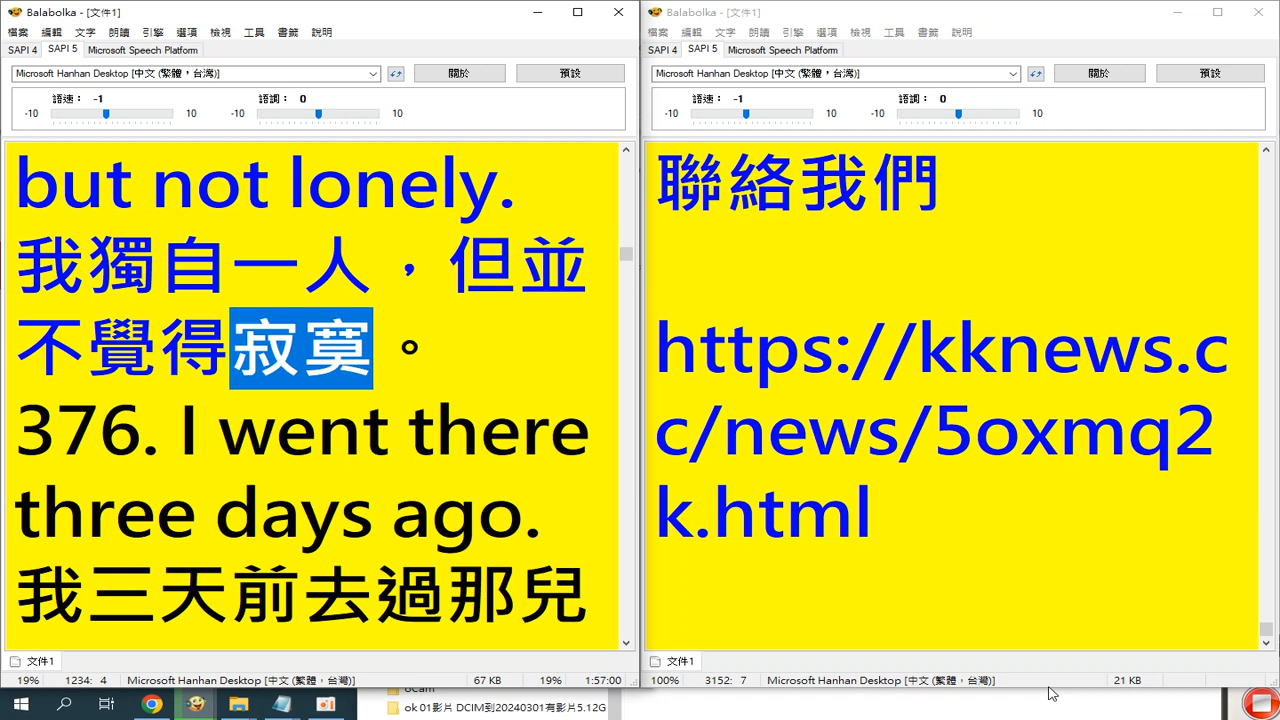 Balabolka - [文件1]
檔案 編輯 文字 朗讀 引擎 選項 檢視 工具 書籤 說明
SAPI 4 SAPI 5 Microsoft Speech Platform
Microsoft Hanhan Desktop [中文 (繁體，台灣)] 關於 預設
語速： -1 語調： 0
-10 10 -10 10
but not lonely.
我獨自一人，但並
不覺得寂寞。
376. I went there
three days ago.
我三天前去過那兒
文件1
19% 1234: 4 Microsoft Hanhan Desktop [中文 (繁體，台灣)] 67 KB 19% 1:57:00
Balabolka - [文件1]
檔案 編輯 文字 朗讀 引擎 選項 檢視 工具 書籤 說明
SAPI 4 SAPI 5 Microsoft Speech Platform
Microsoft Hanhan Desktop [中文 (繁體，台灣)] 關於 預設
語速： -1 語調： 0
-10 10 -10 10
聯絡我們
https://kknews.c
c/news/5oxmq2
k.html
文件1
100% 3152: 7 Microsoft Hanhan Desktop [中文 (繁體，台灣)] 21 KB
oCam
ok 01影片 DCIM到20240301有影片5.12G